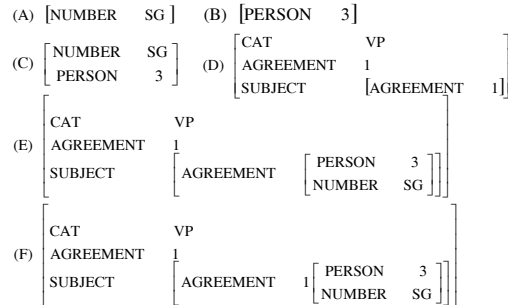 (A) [NUMBER SG] (B) [PERSON 3]
(C) [NUMBER SG
PERSON 3] (D) [CAT VP
AGREEMENT 1
SUBJECT [AGREEMENT 1]]
(E) [CAT VP
AGREEMENT 1
SUBJECT [AGREEMENT [PERSON 3
NUMBER SG]]]
(F) [CAT VP
AGREEMENT 1
SUBJECT [AGREEMENT 1[PERSON 3
NUMBER SG]]]